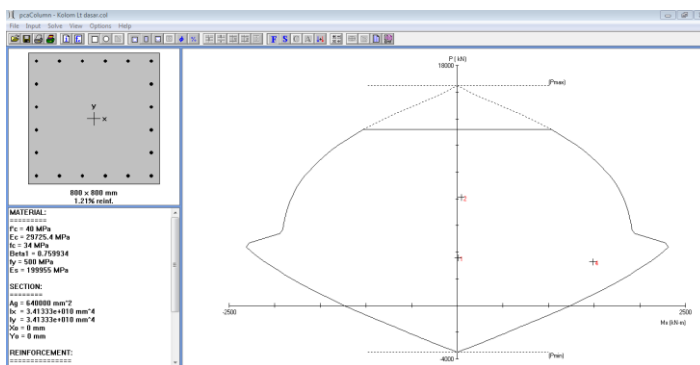 pcaColumn - Kolom Lt dasar.col
File Input Solve View Options Help
y
x
800 x 800 mm
1.21% reinf.
MATERIAL:
=========
f'c = 40 MPa
Ec = 29725.4 MPa
fc = 34 MPa
Beta1 = 0.759934
fy = 500 MPa
Es = 199955 MPa
SECTION:
========
Ag = 640000 mm^2
Ix = 3.41333e+010 mm^4
Iy = 3.41333e+010 mm^4
Xo = 0 mm
Yo = 0 mm
REINFORCEMENT:
==============
P ( kN)
18000
(Pmax)
2
-2500
2500
Mx (kN-m)
(Pmin)
-4000